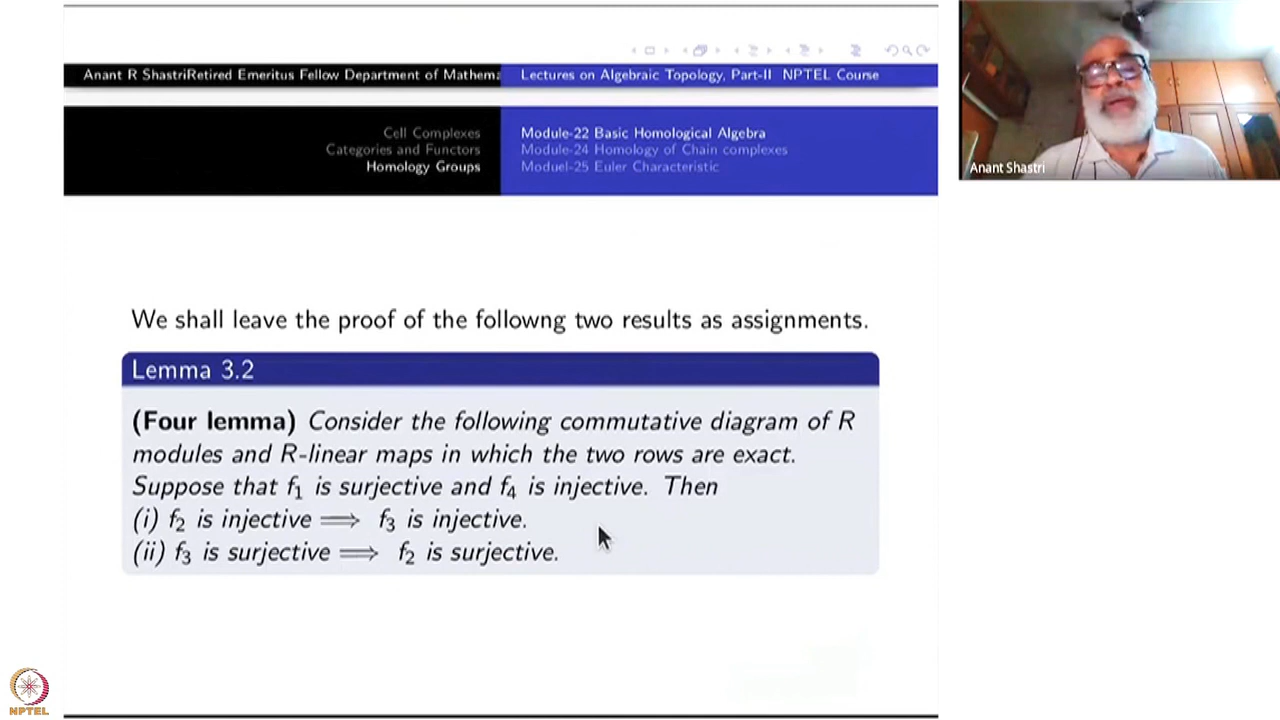 Anant R ShastriRetired Emeritus Fellow Department of Mathema
Lectures on Algebraic Topology, Part-II NPTEL Course
Cell Complexes
Categories and Functors
Homology Groups
Module-22 Basic Homological Algebra
Module-24 Homology of Chain complexes
Moduel-25 Euler Characteristic
We shall leave the proof of the followng two results as assignments.
Lemma 3.2
(Four lemma) Consider the following commutative diagram of R
modules and R-linear maps in which the two rows are exact.
Suppose that f₁ is surjective and f₄ is injective. Then
(i) f₂ is injective ⟹ f₃ is injective.
(ii) f₃ is surjective ⟹ f₂ is surjective.
Anant Shastri
NPTEL